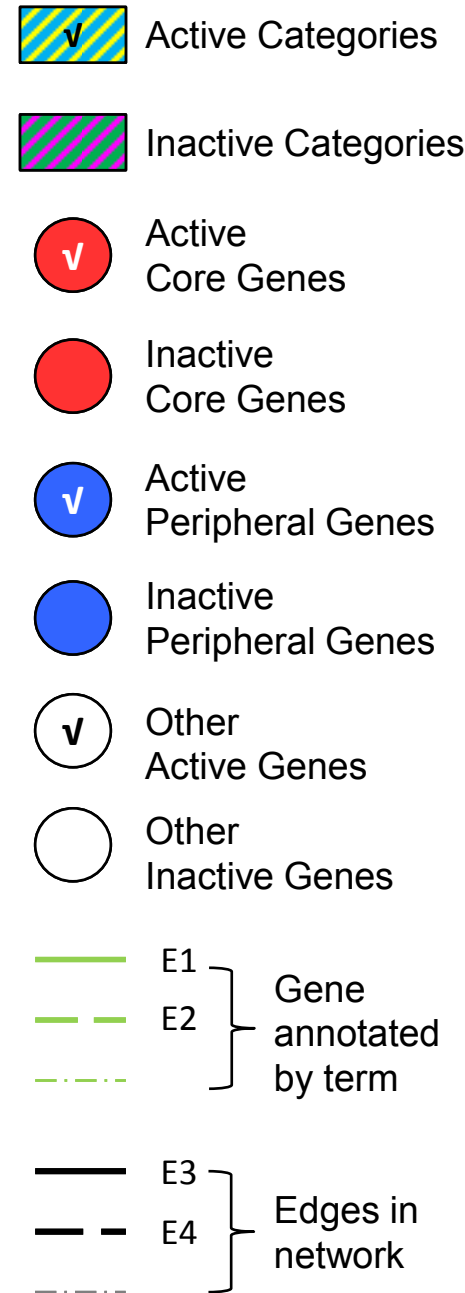 √ Active Categories
Inactive Categories
√ Active
Core Genes
Inactive
Core Genes
√ Active
Peripheral Genes
Inactive
Peripheral Genes
√ Other
Active Genes
Other
Inactive Genes
E1
E2
Gene
annotated
by term
E3
E4
Edges in
network